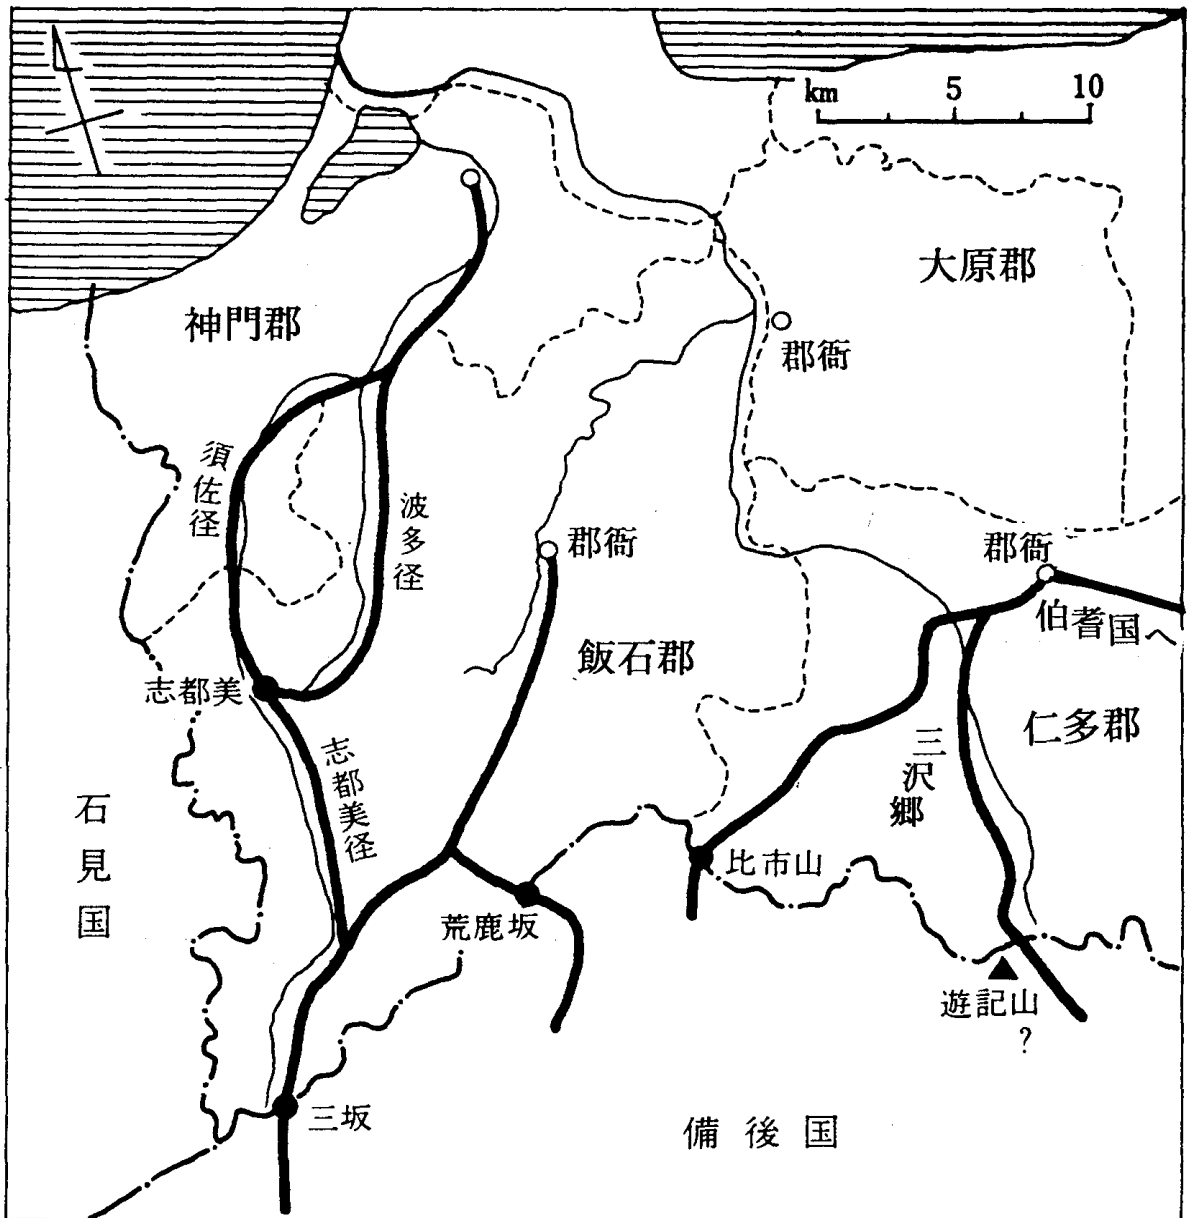 km 5 10
大原郡
神門郡
郡衙
須佐径
波多径
郡衙
郡衙
伯耆国へ
飯石郡
志都美
仁多郡
三沢郷
志都美径
石見国
比市山
荒鹿坂
遊記山
?
三坂
備後国